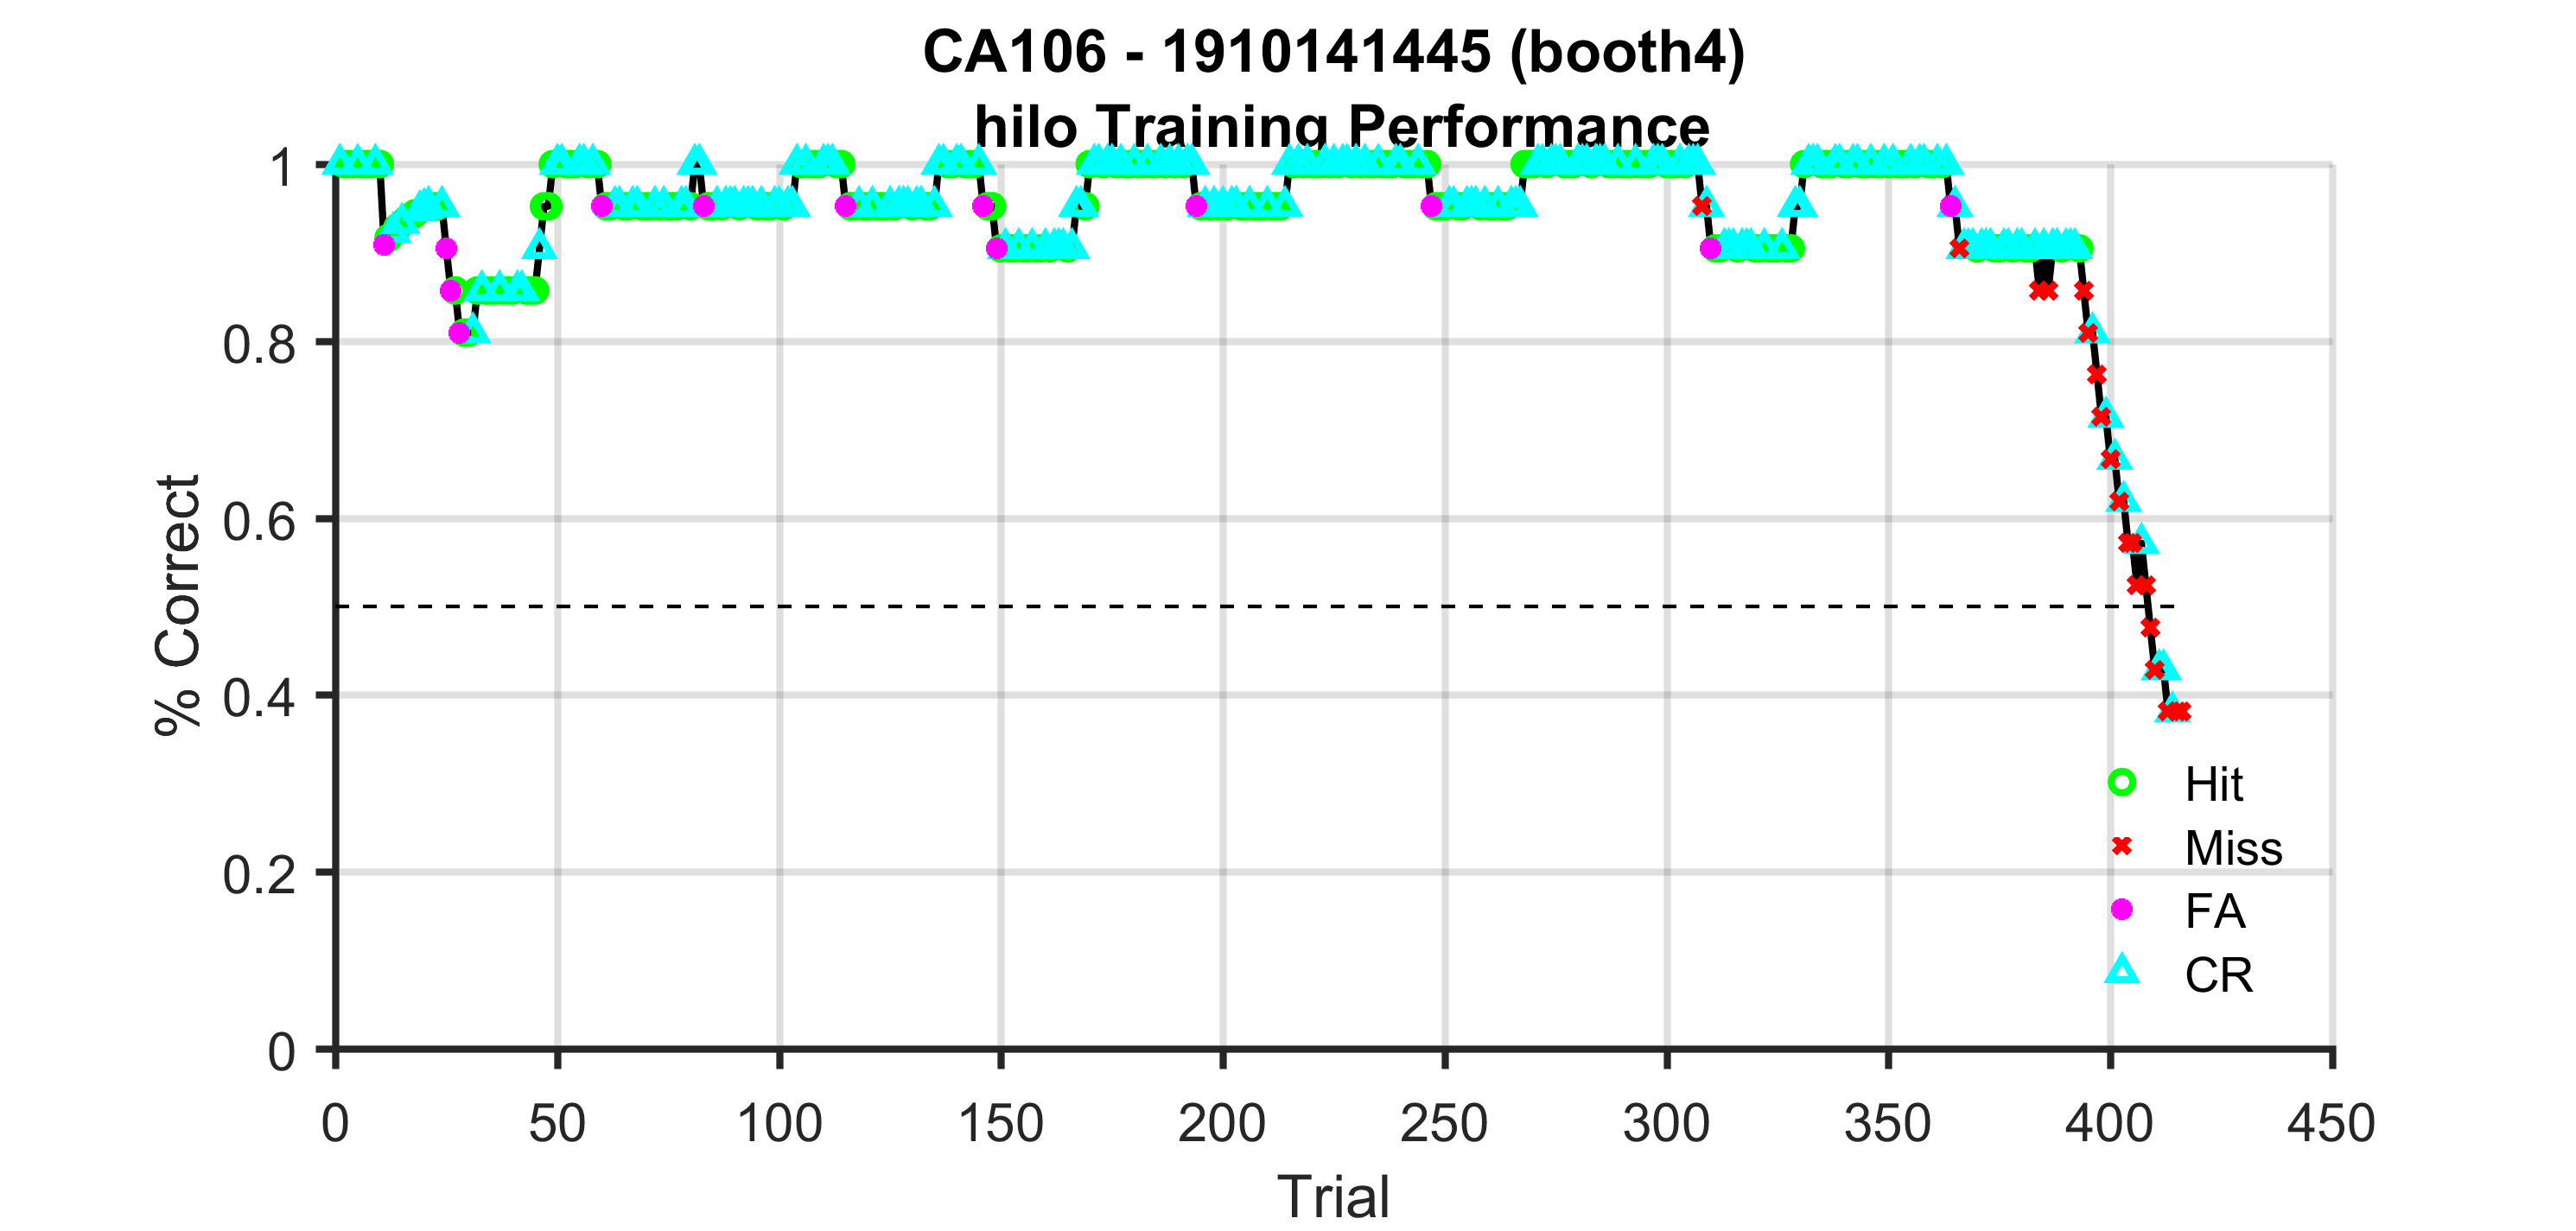 CA106 - 1910141445 (booth4)
hilo Training Performance
1
0.8
0.6
0.4
0.2
0
% Correct
0 50 100 150 200 250 300 350 400 450
Trial
Hit
Miss
FA
CR